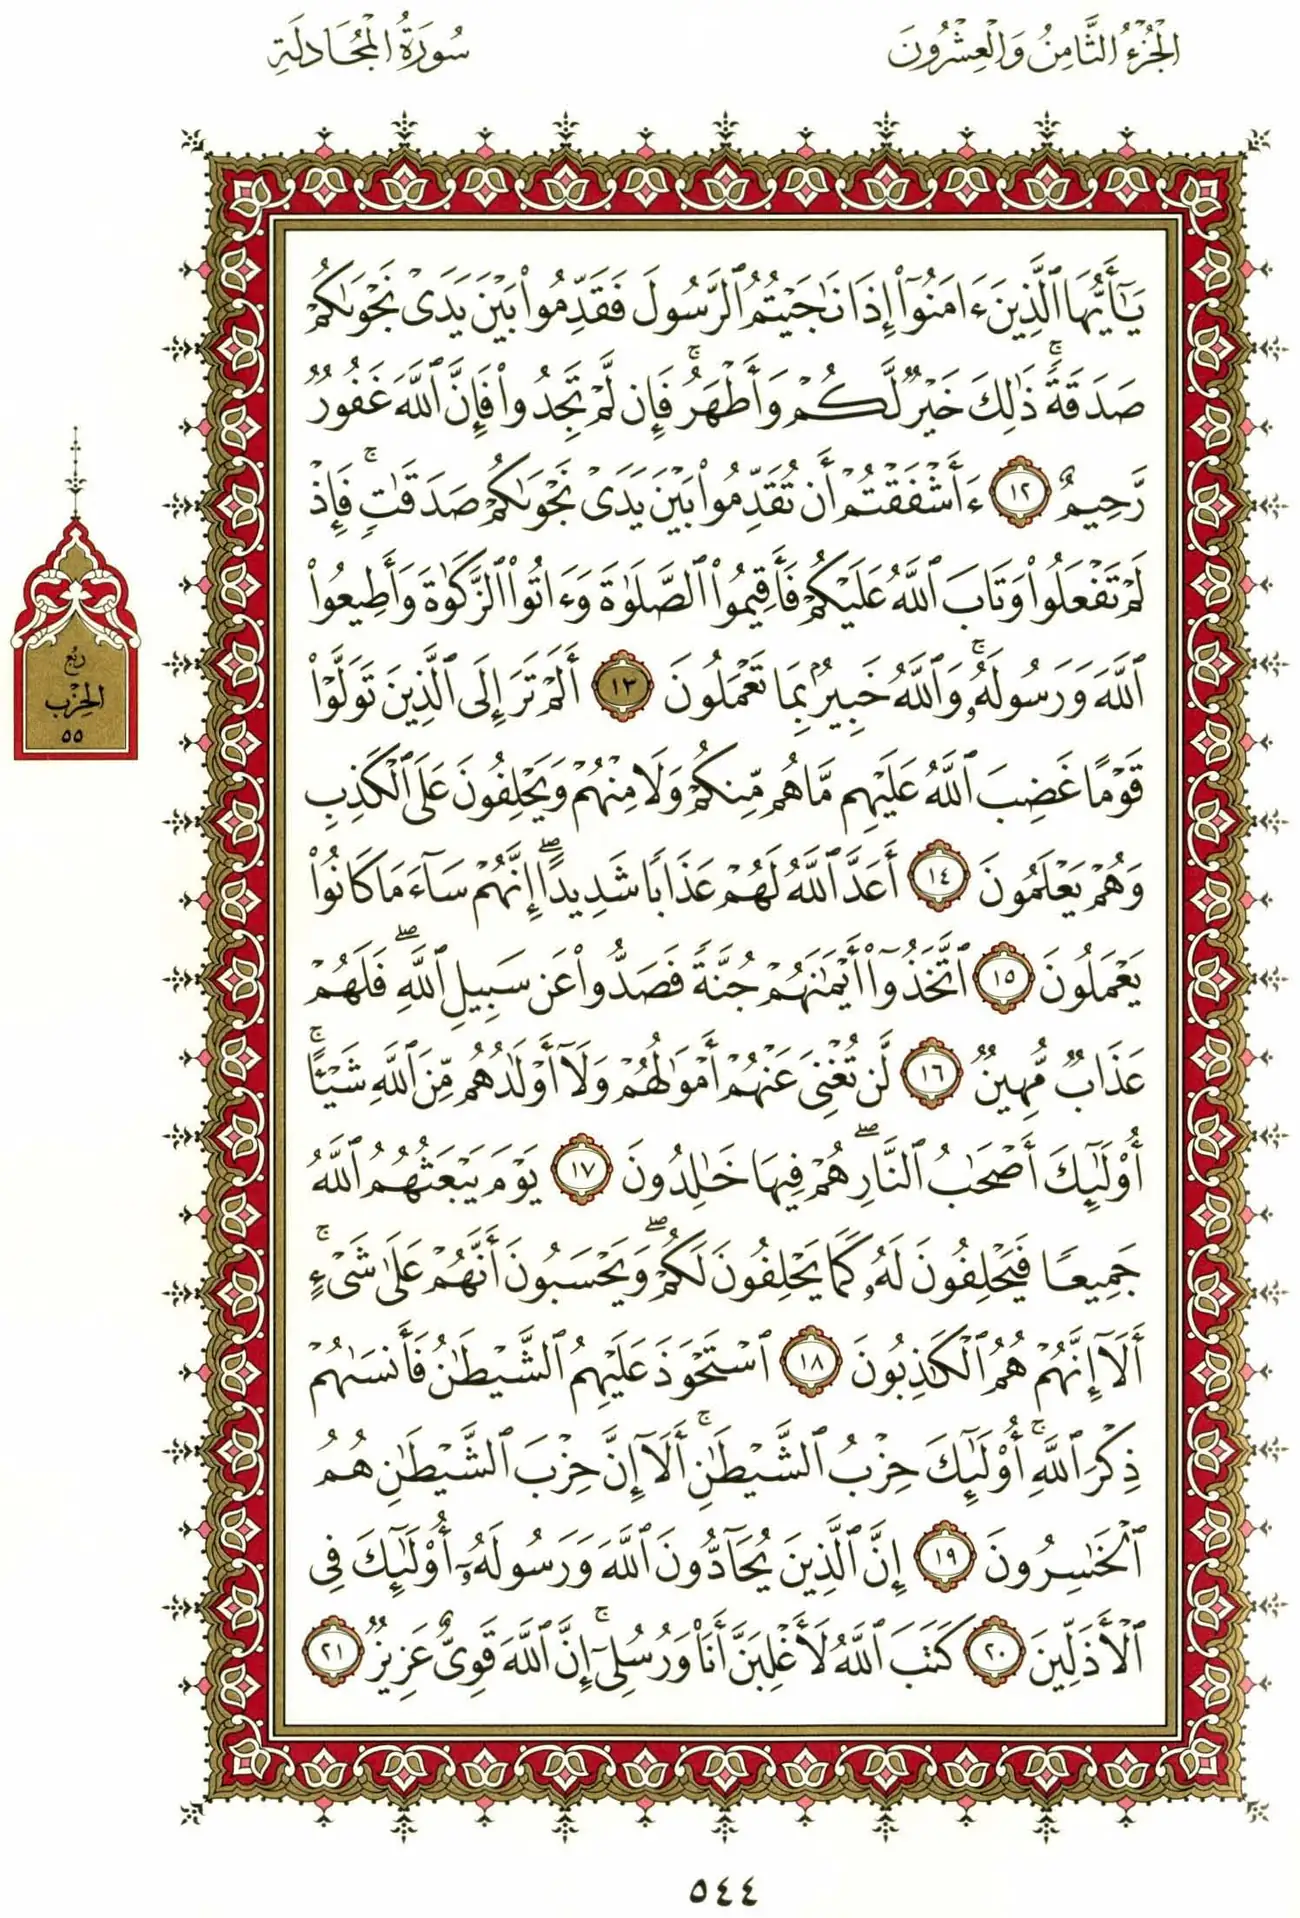 الجزء الثامن والعشرون
سورة المجادلة
يَٰٓأَيُّهَا ٱلَّذِينَ ءَامَنُوٓا۟ إِذَا نَٰجَيْتُمُ ٱلرَّسُولَ فَقَدِّمُوا۟ بَيْنَ يَدَىْ نَجْوَىٰكُمْ
صَدَقَةً ۚ ذَٰلِكَ خَيْرٌ لَّكُمْ وَأَطْهَرُ ۚ فَإِن لَّمْ تَجِدُوا۟ فَإِنَّ ٱللَّهَ غَفُورٌ
رَّحِيمٌ ١٢ ءَأَشْفَقْتُمْ أَن تُقَدِّمُوا۟ بَيْنَ يَدَىْ نَجْوَىٰكُمْ صَدَقَٰتٍ ۚ فَإِذْ
لَمْ تَفْعَلُوا۟ وَتَابَ ٱللَّهُ عَلَيْكُمْ فَأَقِيمُوا۟ ٱلصَّلَوٰةَ وَءَاتُوا۟ ٱلزَّكَوٰةَ وَأَطِيعُوا۟
ٱللَّهَ وَرَسُولَهُۥ ۚ وَٱللَّهُ خَبِيرٌۢ بِمَا تَعْمَلُونَ ١٣ أَلَمْ تَرَ إِلَى ٱلَّذِينَ تَوَلَّوْا۟
قَوْمًا غَضِبَ ٱللَّهُ عَلَيْهِم مَّا هُم مِّنكُمْ وَلَا مِنْهُمْ وَيَحْلِفُونَ عَلَى ٱلْكَذِبِ
وَهُمْ يَعْلَمُونَ ١٤ أَعَدَّ ٱللَّهُ لَهُمْ عَذَابًا شَدِيدًا ۖ إِنَّهُمْ سَآءَ مَا كَانُوا۟
يَعْمَلُونَ ١٥ ٱتَّخَذُوٓا۟ أَيْمَٰنَهُمْ جُنَّةً فَصَدُّوا۟ عَن سَبِيلِ ٱللَّهِ ۖ فَلَهُمْ
عَذَابٌ مُّهِينٌ ١٦ لَّن تُغْنِىَ عَنْهُمْ أَمْوَٰلُهُمْ وَلَآ أَوْلَٰدُهُم مِّنَ ٱللَّهِ شَيْـًٔا ۚ
أُو۟لَٰٓئِكَ أَصْحَٰبُ ٱلنَّارِ ۖ هُمْ فِيهَا خَٰلِدُونَ ١٧ يَوْمَ يَبْعَثُهُمُ ٱللَّهُ
جَمِيعًا فَيَحْلِفُونَ لَهُۥ كَمَا يَحْلِفُونَ لَكُمْ ۖ وَيَحْسَبُونَ أَنَّهُمْ عَلَىٰ شَىْءٍ ۚ
أَلَآ إِنَّهُمْ هُمُ ٱلْكَٰذِبُونَ ١٨ ٱسْتَحْوَذَ عَلَيْهِمُ ٱلشَّيْطَٰنُ فَأَنسَىٰهُمْ
ذِكْرَ ٱللَّهِ ۚ أُو۟لَٰٓئِكَ حِزْبُ ٱلشَّيْطَٰنِ ۚ أَلَآ إِنَّ حِزْبَ ٱلشَّيْطَٰنِ هُمُ
ٱلْخَٰسِرُونَ ١٩ إِنَّ ٱلَّذِينَ يُحَآدُّونَ ٱللَّهَ وَرَسُولَهُۥٓ أُو۟لَٰٓئِكَ فِى
ٱلْأَذَلِّينَ ٢٠ كَتَبَ ٱللَّهُ لَأَغْلِبَنَّ أَنَا۠ وَرُسُلِىٓ ۚ إِنَّ ٱللَّهَ قَوِىٌّ عَزِيزٌ ٢١
ربع
الحزب
٥٥
٥٤٤